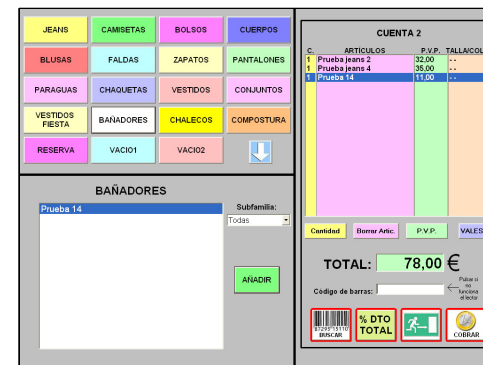 JEANS
CAMISETAS
BOLSOS
CUERPOS
BLUSAS
FALDAS
ZAPATOS
PANTALONES
PARAGUAS
CHAQUETAS
VESTIDOS
CONJUNTOS
VESTIDOS
FIESTA
BAÑADORES
CHALECOS
COMPOSTURA
RESERVA
VACIO1
VACIO2
BAÑADORES
Prueba 14
Subfamilia:
Todas
AÑADIR
CUENTA 2
C. ARTICULOS P.V.P. TALLA/COL
1 Prueba jeans 2 32,00 - -
1 Prueba jeans 4 35,00 - -
1 Prueba 14 11,00 - -
Cantidad
Borrar Artic.
P.V.P.
VALES
TOTAL: 78,00 €
Código de barras:
Pulsar si
no
funciona
el lector
BUSCAR
% DTO
TOTAL
COBRAR